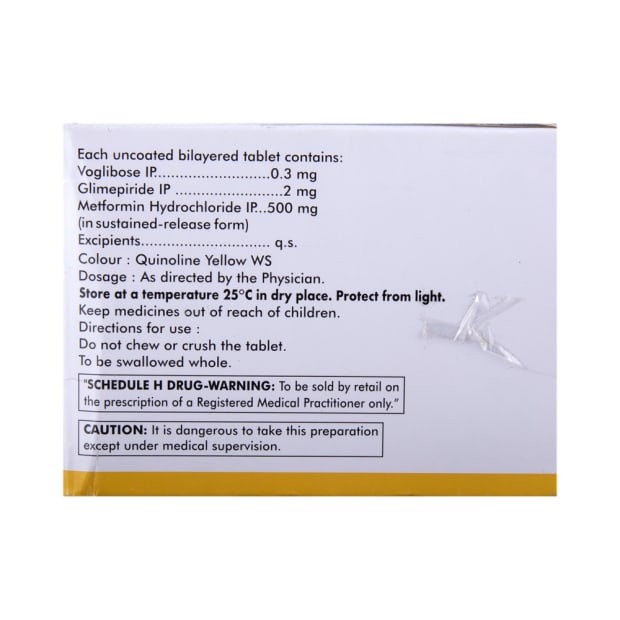 Each uncoated bilayered tablet contains:
Voglibose IP...........................0.3 mg
Glimepiride IP .........................2 mg
Metformin Hydrochloride IP...500 mg
(in sustained-release form)
Excipients.............................. q.s.
Colour : Quinoline Yellow WS
Dosage : As directed by the Physician.
Store at a temperature 25°C in dry place. Protect from light.
Keep medicines out of reach of children.
Directions for use :
Do not chew or crush the tablet.
To be swallowed whole.
"SCHEDULE H DRUG-WARNING: To be sold by retail on
the prescription of a Registered Medical Practitioner only."
CAUTION: It is dangerous to take this preparation
except under medical supervision.